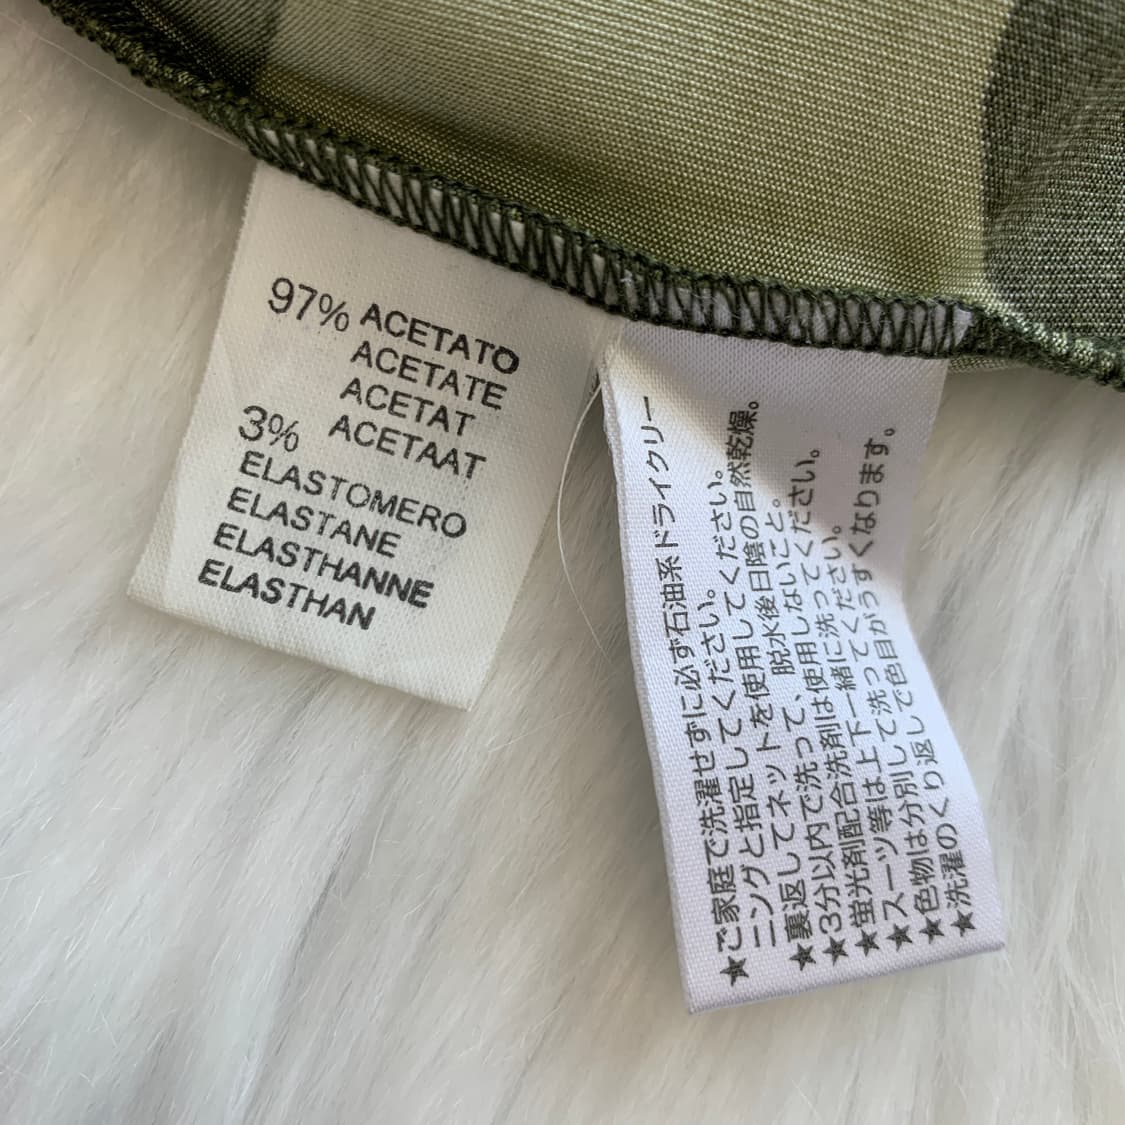 97% ACETATO
ACETATE
ACETAT
ACETAAT
3%
ELASTOMERO
ELASTANE
ELASTHANNE
ELASTHAN
★ご家庭で洗濯せずに必ず石油系ドライクリー
ニングと指定してください。
★裏返してネットを使用してください。
★3分以内で洗って、脱水後日陰の自然乾燥。
★蛍光剤配合洗剤は使用しないこと。
★スーツ等は上下一緒に洗ってください。
★色物は分別して洗ってください。
★洗濯のくり返しで色目がうすくなります。